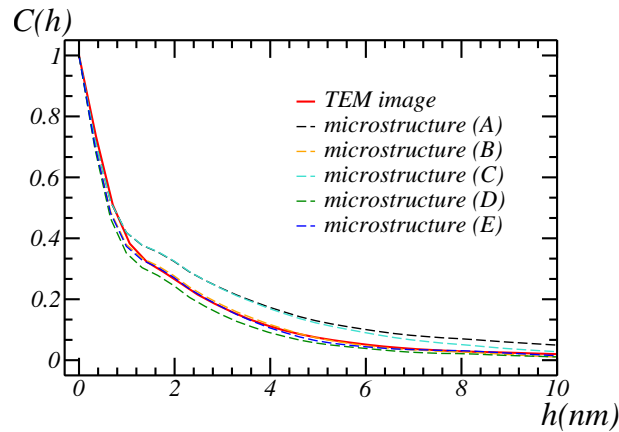 C(h)
1
0.8
0.6
0.4
0.2
0
TEM image
microstructure (A)
microstructure (B)
microstructure (C)
microstructure (D)
microstructure (E)
0 2 4 6 8 10
h(nm)